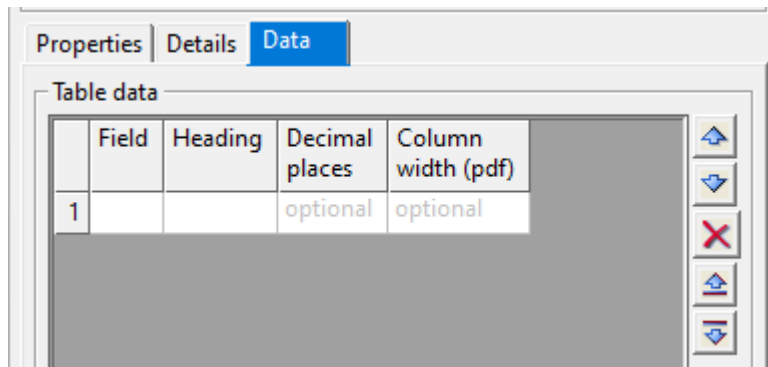 Properties Details Data
Table data
Field Heading Decimal places Column width (pdf)
1 optional optional